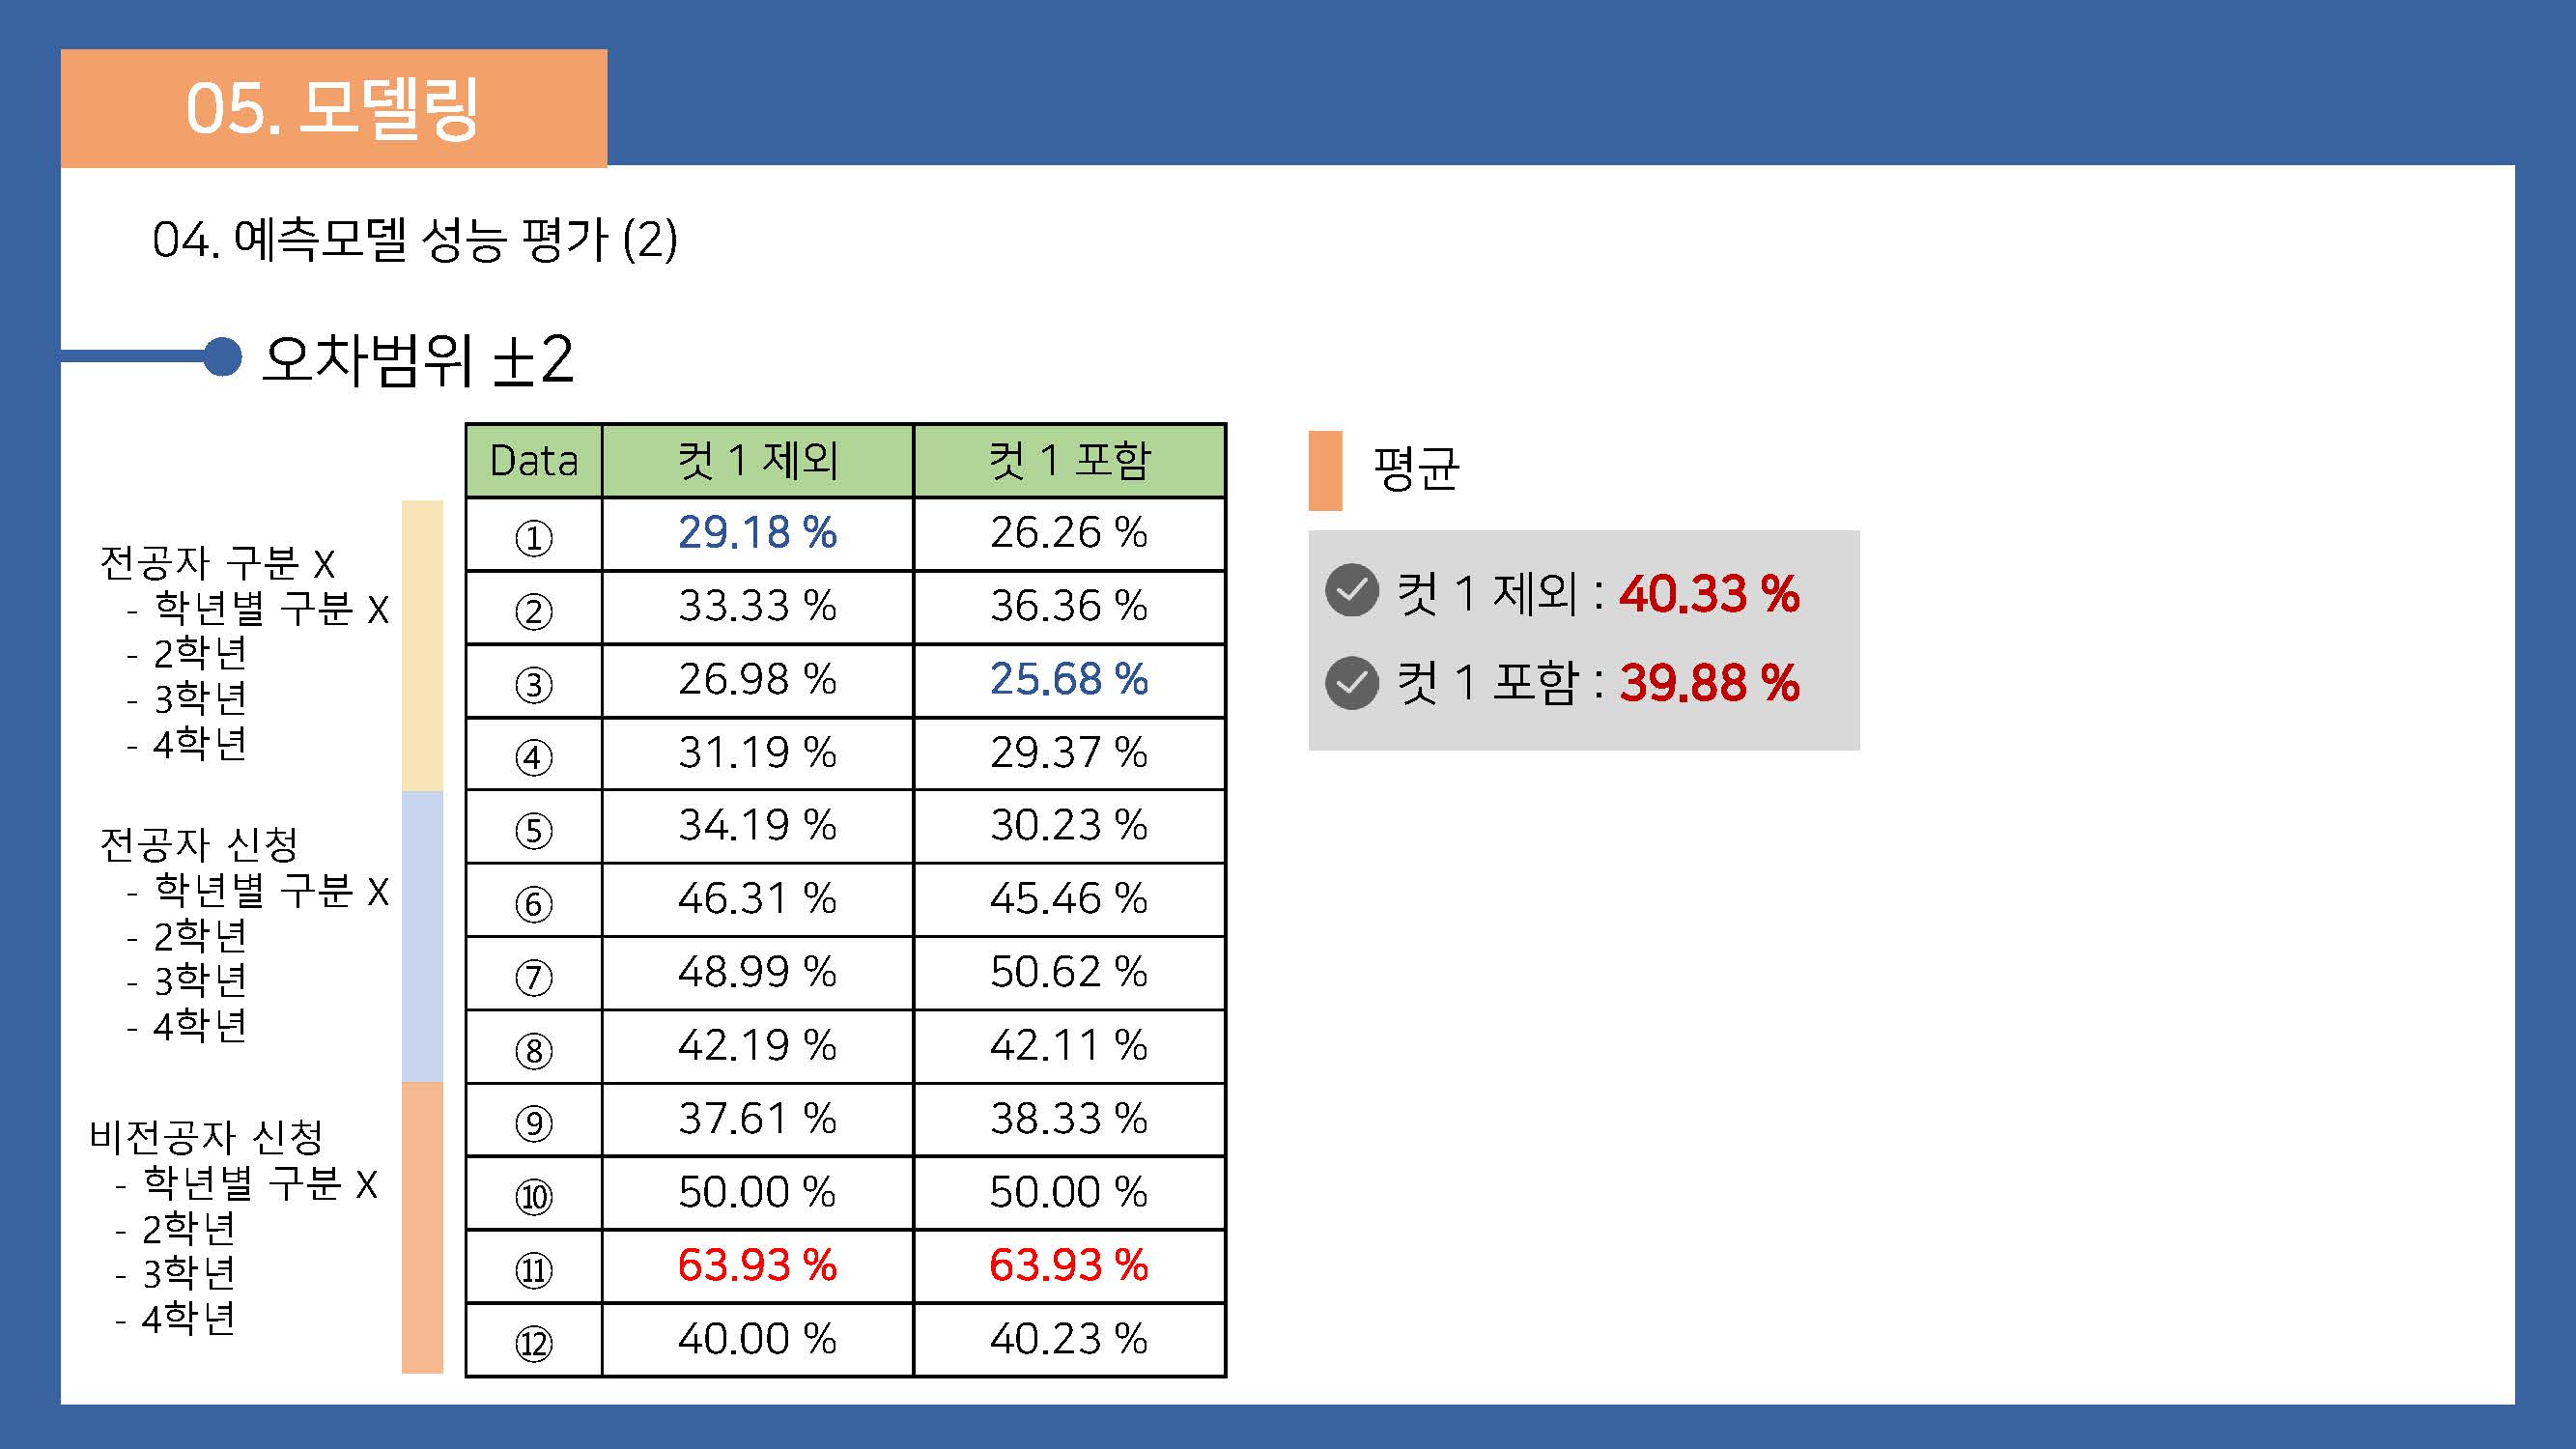 05. 모델링
04. 예측모델 성능 평가 (2)
오차범위 ±2
전공자 구분 X
- 학년별 구분 X
- 2학년
- 3학년
- 4학년
전공자 신청
- 학년별 구분 X
- 2학년
- 3학년
- 4학년
비전공자 신청
- 학년별 구분 X
- 2학년
- 3학년
- 4학년
Data 컷 1 제외 컷 1 포함
① 29.18 % 26.26 %
② 33.33 % 36.36 %
③ 26.98 % 25.68 %
④ 31.19 % 29.37 %
⑤ 34.19 % 30.23 %
⑥ 46.31 % 45.46 %
⑦ 48.99 % 50.62 %
⑧ 42.19 % 42.11 %
⑨ 37.61 % 38.33 %
⑩ 50.00 % 50.00 %
⑪ 63.93 % 63.93 %
⑫ 40.00 % 40.23 %
평균
컷 1 제외 : 40.33 %
컷 1 포함 : 39.88 %